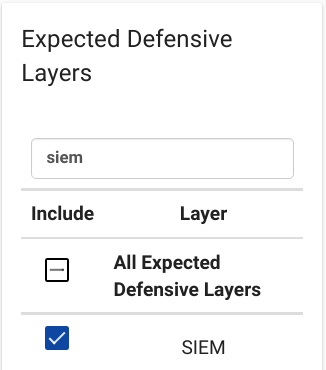 Expected Defensive
Layers
siem
Include Layer
All Expected
Defensive Layers
SIEM